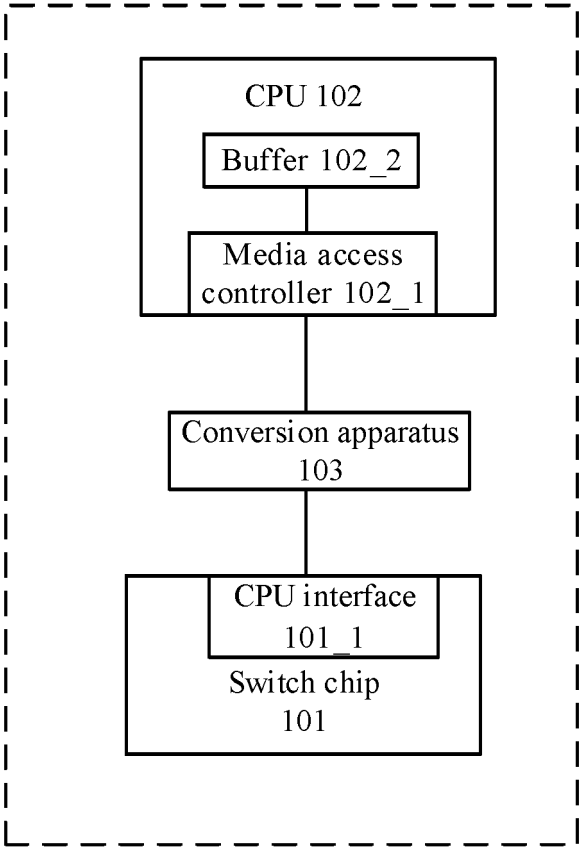 CPU 102
Buffer 102_2
Media access
controller 102_1
Conversion apparatus
103
CPU interface
101_1
Switch chip
101